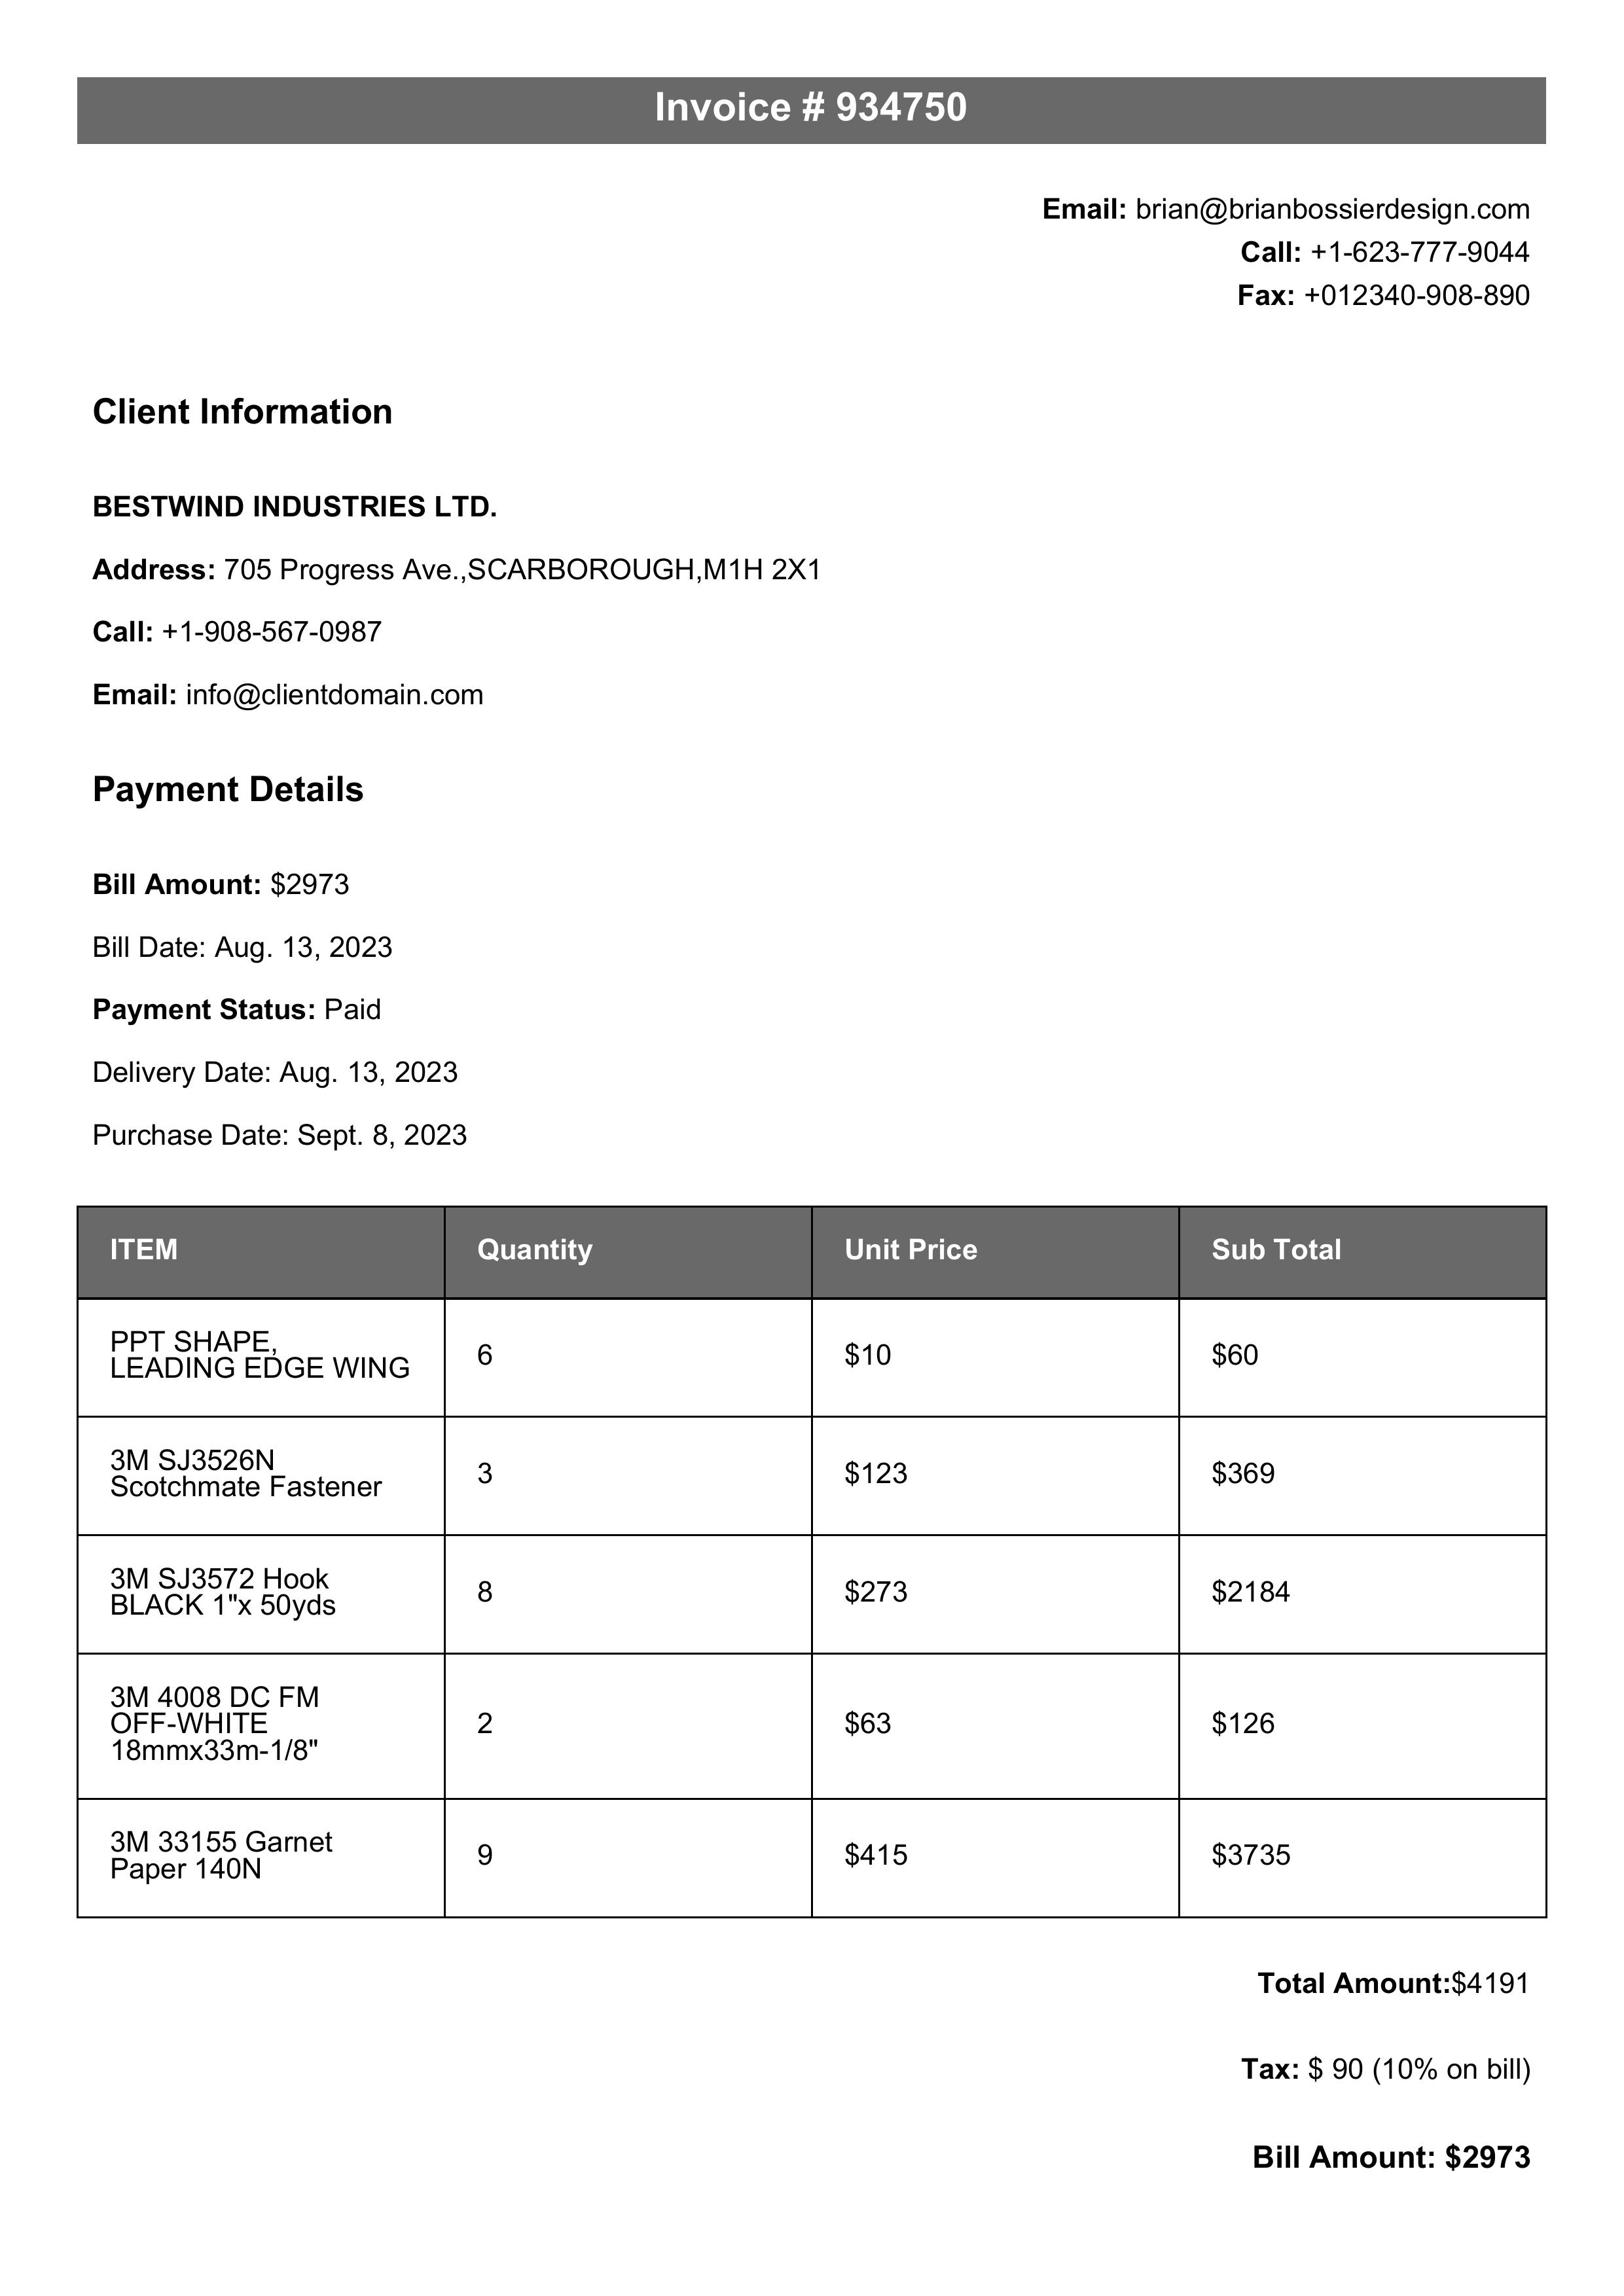 Invoice # 934750
Email: brian@brianbossierdesign.com
Call: +1-623-777-9044
Fax: +012340-908-890
Client Information
BESTWIND INDUSTRIES LTD.
Address: 705 Progress Ave.,SCARBOROUGH,M1H 2X1
Call: +1-908-567-0987
Email: info@clientdomain.com
Payment Details
Bill Amount: $2973
Bill Date: Aug. 13, 2023
Payment Status: Paid
Delivery Date: Aug. 13, 2023
Purchase Date: Sept. 8, 2023
ITEM Quantity Unit Price Sub Total
PPT SHAPE,
LEADING EDGE WING 6 $10 $60
3M SJ3526N
Scotchmate Fastener 3 $123 $369
3M SJ3572 Hook
BLACK 1"x 50yds 8 $273 $2184
3M 4008 DC FM
OFF-WHITE 2 $63 $126
18mmx33m-1/8"
3M 33155 Garnet
Paper 140N 9 $415 $3735
Total Amount:$4191
Tax: $ 90 (10% on bill)
Bill Amount: $2973